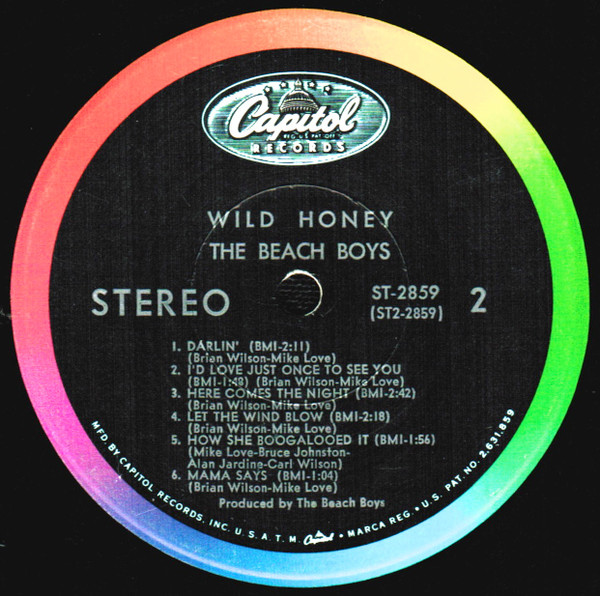 Capitol
REG. U.S. PAT. OFF.
RECORDS
WILD HONEY
THE BEACH BOYS
STEREO
ST-2859
(ST2-2859)
2
1. DARLIN' (BMI-2:11)
(Brian Wilson-Mike Love)
2. I'D LOVE JUST ONCE TO SEE YOU
(BMI-1:48) (Brian Wilson-Mike Love)
3. HERE COMES THE NIGHT (BMI-2:42)
(Brian Wilson-Mike Love)
4. LET THE WIND BLOW (BMI-2:18)
(Brian Wilson-Mike Love)
5. HOW SHE BOOGALOOED IT (BMI-1:56)
(Mike Love-Bruce Johnston-
Alan Jardine-Carl Wilson)
6. MAMA SAYS (BMI-1:04)
(Brian Wilson-Mike Love)
Produced by The Beach Boys
MFD. BY CAPITOL RECORDS, INC. U.S.A. T.M. Capitol • MARCA REG. • U.S. PAT. NO. 2,631,859